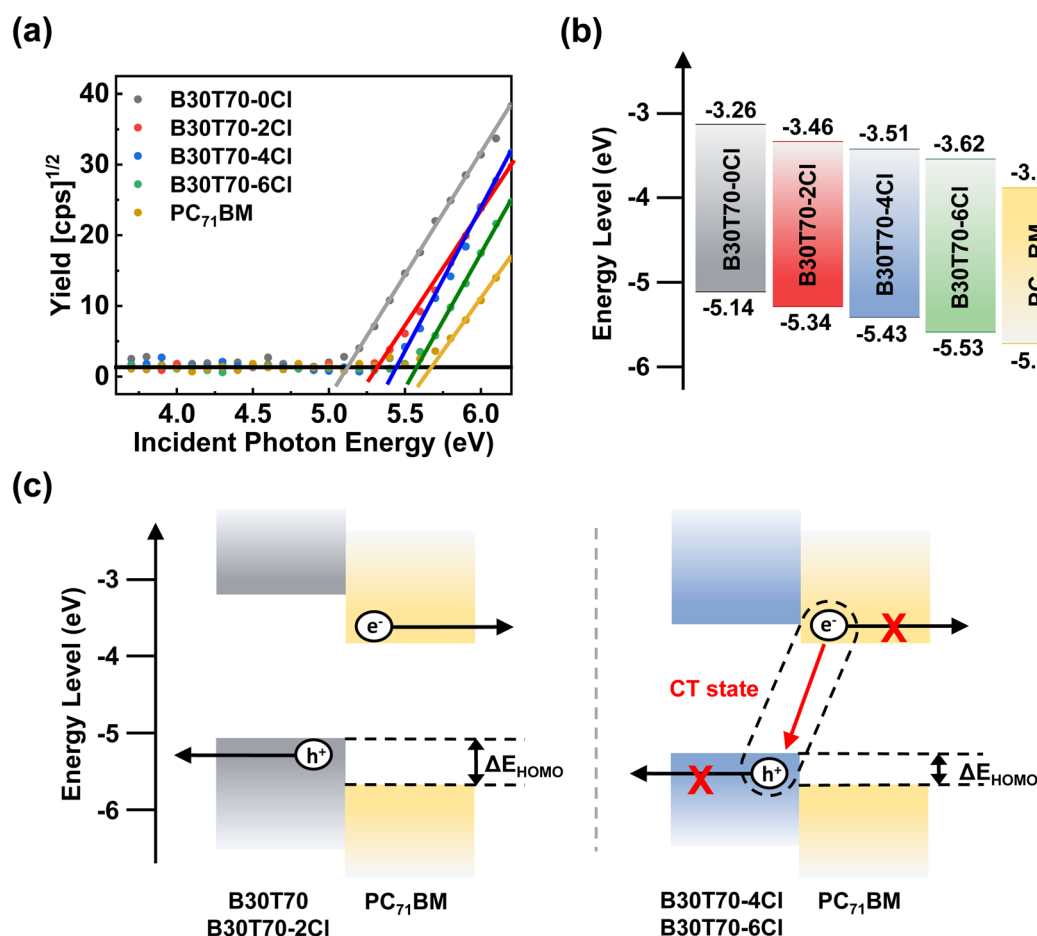 (a)
40
30
20
10
0
Yield [cps]1/2
B30T70-0Cl
B30T70-2Cl
B30T70-4Cl
B30T70-6Cl
PC71BM
4.0 4.5 5.0 5.5 6.0
Incident Photon Energy (eV)
(b)
Energy Level (eV)
-3
-4
-5
-6
-3.26
-3.46
-3.51
-3.62
-3.
B30T70-0Cl
B30T70-2Cl
B30T70-4Cl
B30T70-6Cl
-5.14
-5.34
-5.43
-5.53
-5.
(c)
Energy Level (eV)
-3
-4
-5
-6
e-
h+
ΔEHOMO
B30T70
B30T70-2Cl
PC71BM
e-
X
CT state
h+
X
ΔEHOMO
B30T70-4Cl
B30T70-6Cl
PC71BM